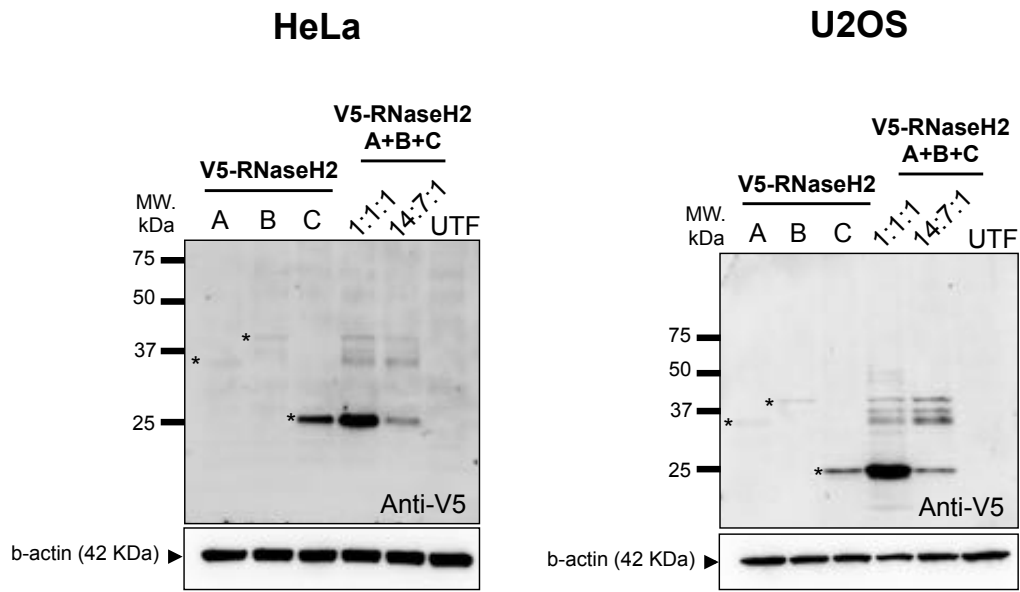 HeLa
V5-RNaseH2
A+B+C
V5-RNaseH2
MW.
kDa
A B C 1:1:1 14:7:1 UTF
75
50
*
37
*
*
25
Anti-V5
b-actin (42 KDa)
U2OS
V5-RNaseH2
A+B+C
V5-RNaseH2
MW.
kDa
A B C 1:1:1 14:7:1 UTF
75
50
*
37
*
*
25
Anti-V5
b-actin (42 KDa)